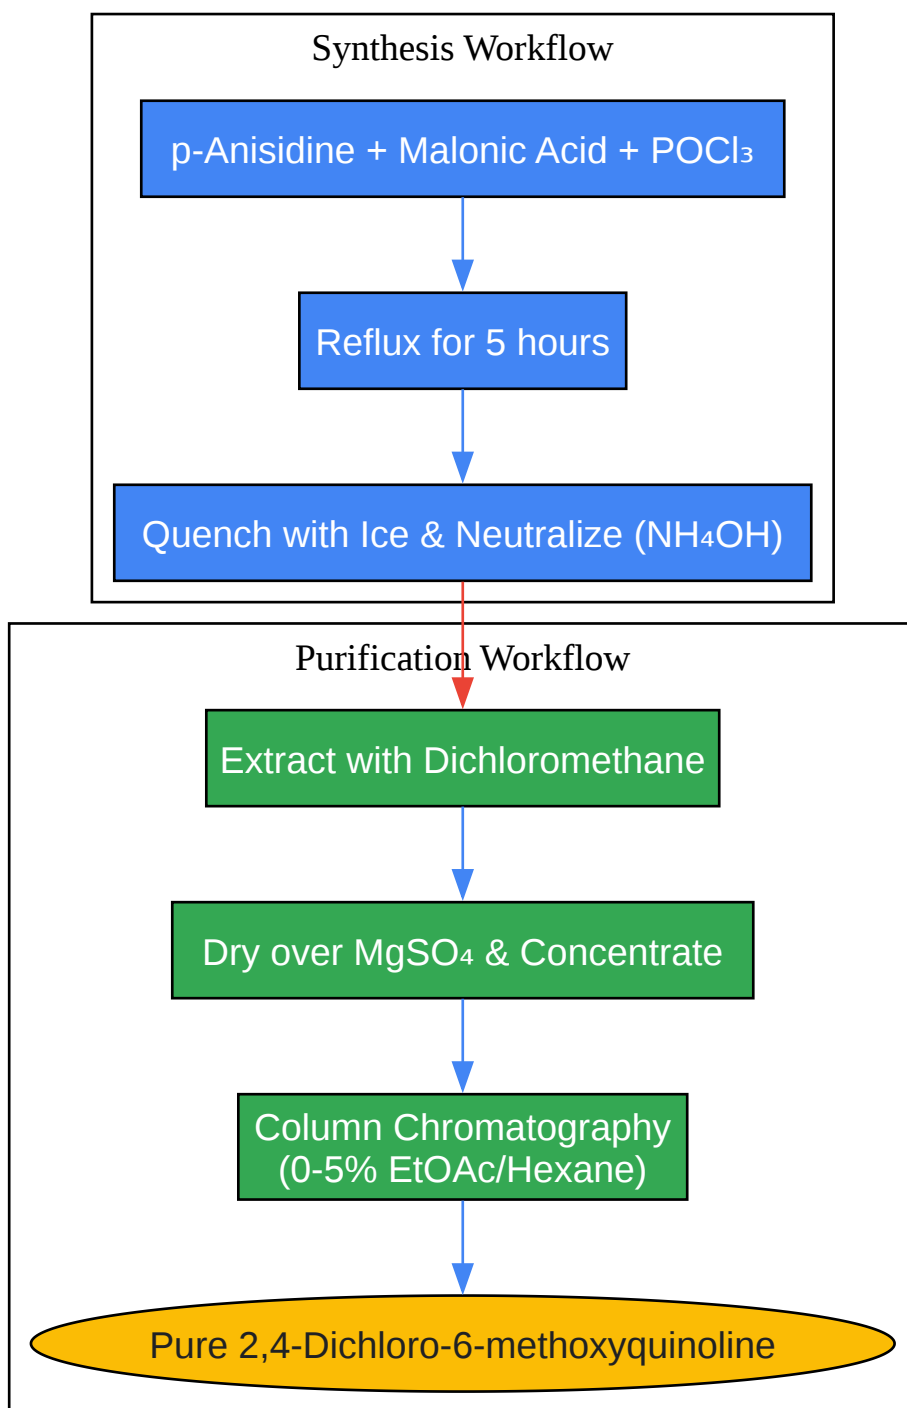 Synthesis Workflow
p-Anisidine + Malonic Acid + POCl₃
Reflux for 5 hours
Quench with Ice & Neutralize (NH₄OH)
Purification Workflow
Extract with Dichloromethane
Dry over MgSO₄ & Concentrate
Column Chromatography
(0-5% EtOAc/Hexane)
Pure 2,4-Dichloro-6-methoxyquinoline